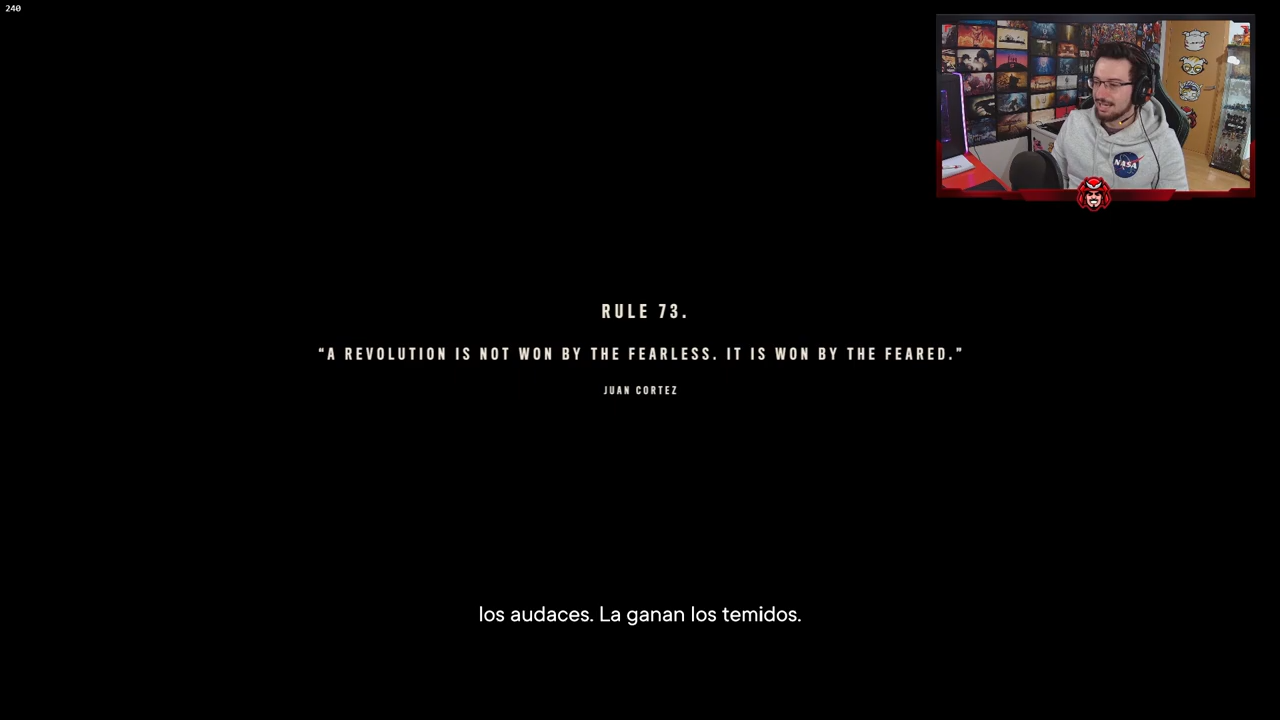 240
NASA
RULE 73.
“A REVOLUTION IS NOT WON BY THE FEARLESS. IT IS WON BY THE FEARED.”
JUAN CORTEZ
los audaces. La ganan los temidos.